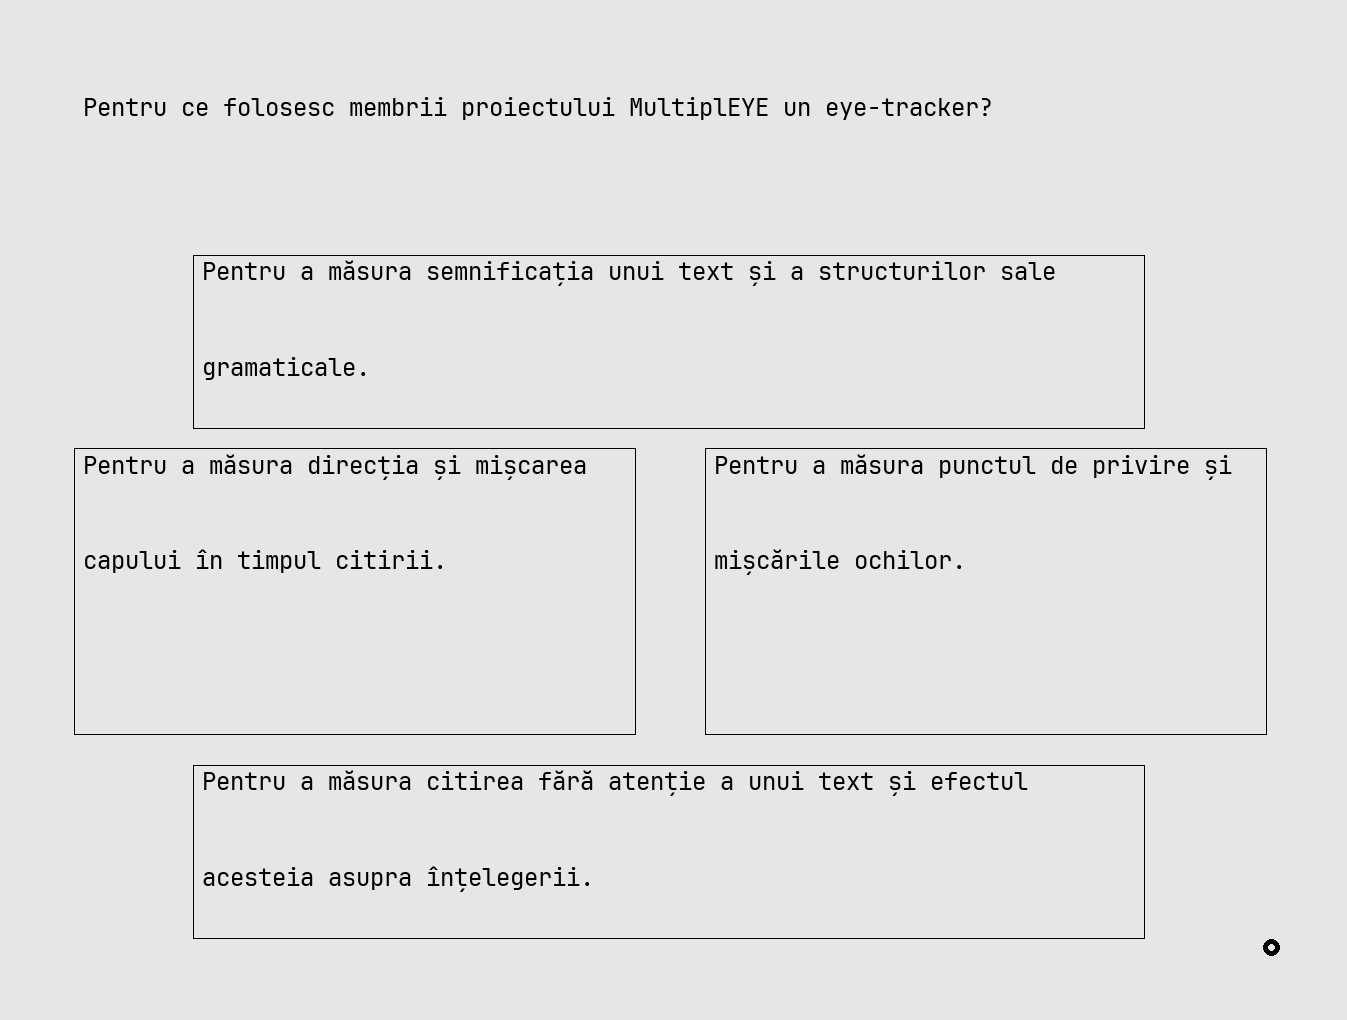 Pentru ce folosesc membrii proiectului MultiplEYE un eye-tracker?
Pentru a măsura semnificația unui text și a structurilor sale
gramaticale.
Pentru a măsura direcția și mișcarea
capului în timpul citirii.
Pentru a măsura punctul de privire și
mișcările ochilor.
Pentru a măsura citirea fără atenție a unui text și efectul
acesteia asupra înțelegerii.